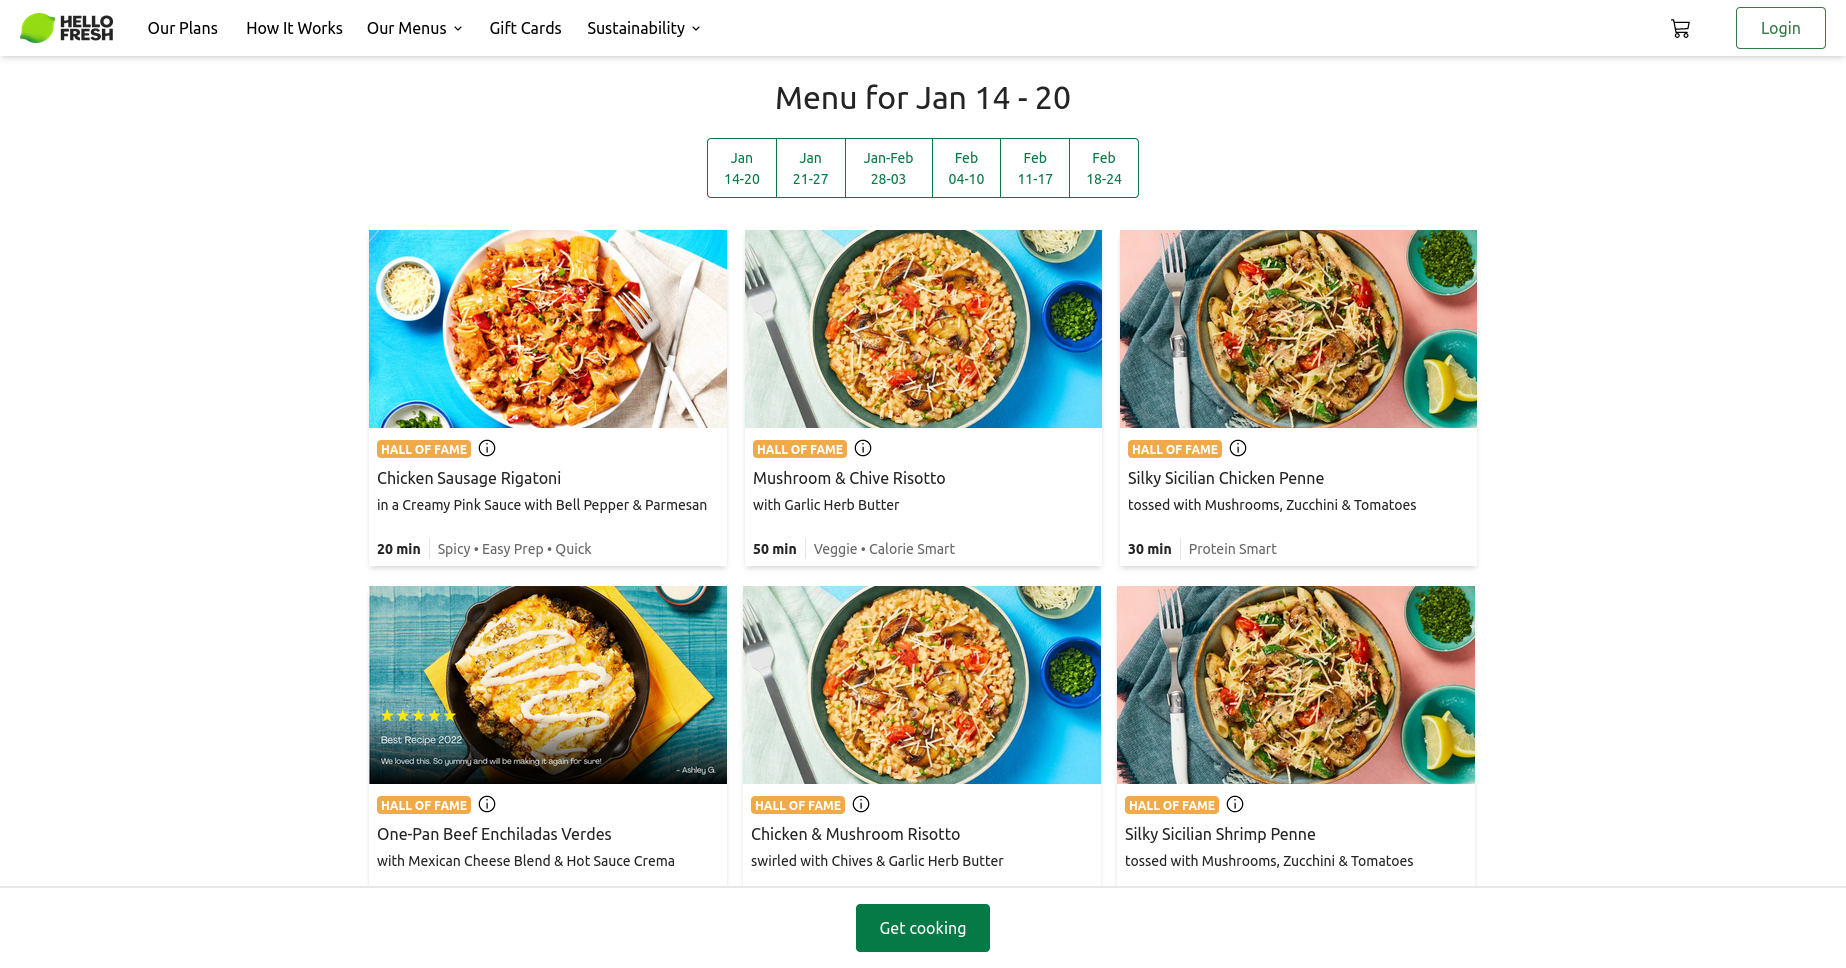 HELLO
FRESH
Our Plans
How It Works
Our Menus
Gift Cards
Sustainability
Login
Menu for Jan 14 - 20
Jan
14-20
Jan
21-27
Jan-Feb
28-03
Feb
04-10
Feb
11-17
Feb
18-24
HALL OF FAME
Chicken Sausage Rigatoni
in a Creamy Pink Sauce with Bell Pepper & Parmesan
20 min
Spicy • Easy Prep • Quick
HALL OF FAME
Mushroom & Chive Risotto
with Garlic Herb Butter
50 min
Veggie • Calorie Smart
HALL OF FAME
Silky Sicilian Chicken Penne
tossed with Mushrooms, Zucchini & Tomatoes
30 min
Protein Smart
Best Recipe 2022
We loved this. So yummy and will be making it again for sure!
- Ashley G.
HALL OF FAME
One-Pan Beef Enchiladas Verdes
with Mexican Cheese Blend & Hot Sauce Crema
HALL OF FAME
Chicken & Mushroom Risotto
swirled with Chives & Garlic Herb Butter
HALL OF FAME
Silky Sicilian Shrimp Penne
tossed with Mushrooms, Zucchini & Tomatoes
Get cooking